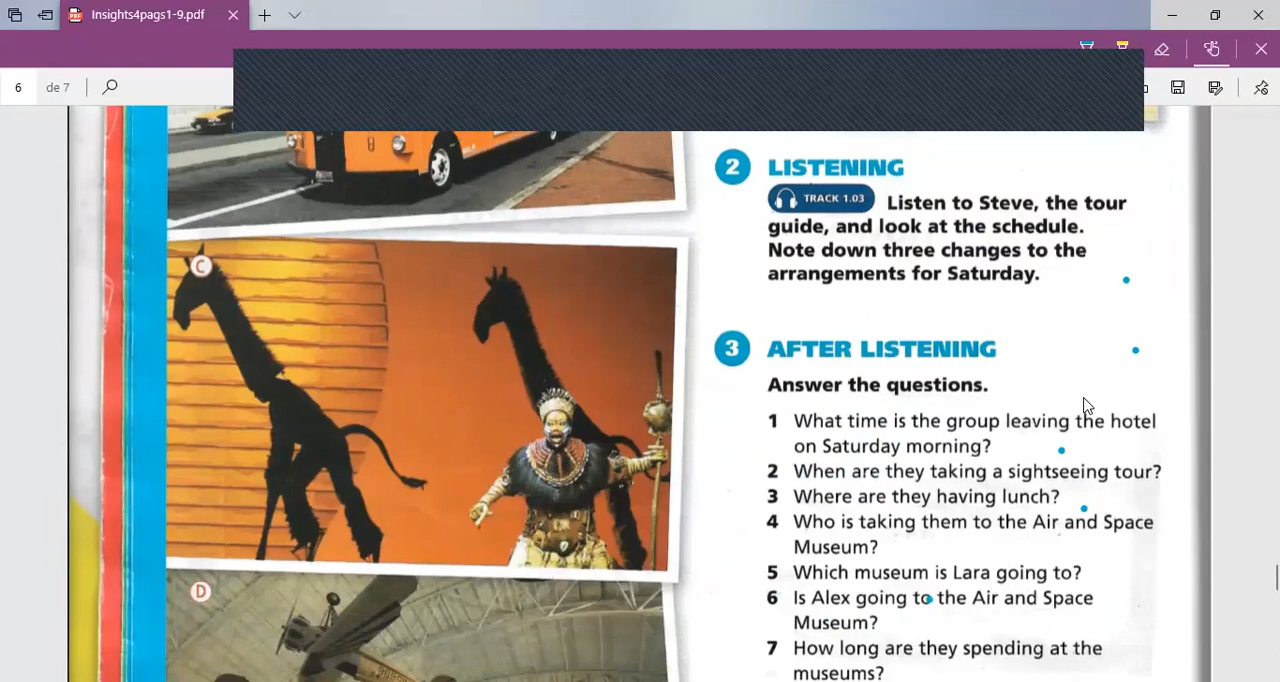 Insights4pags1-9.pdf
6 de 7
2 LISTENING
TRACK 1.03 Listen to Steve, the tour
guide, and look at the schedule.
Note down three changes to the
arrangements for Saturday.
3 AFTER LISTENING
Answer the questions.
1 What time is the group leaving the hotel
on Saturday morning?
2 When are they taking a sightseeing tour?
3 Where are they having lunch?
4 Who is taking them to the Air and Space
Museum?
5 Which museum is Lara going to?
6 Is Alex going to the Air and Space
Museum?
7 How long are they spending at the
museums?
C
D